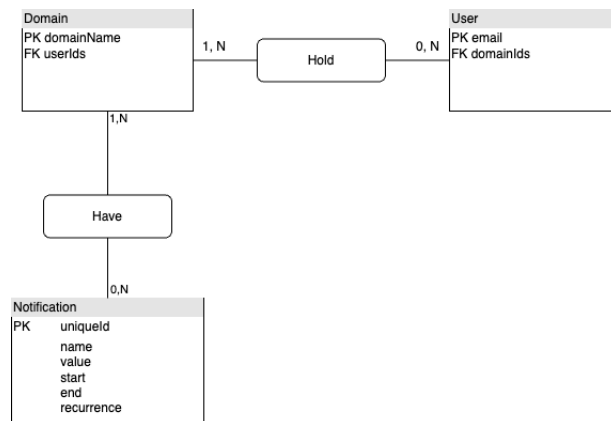 Domain
PK domainName
FK userIds
1, N
Hold
0, N
User
PK email
FK domainIds
1,N
Have
0,N
Notification
PK uniqueId
name
value
start
end
recurrence